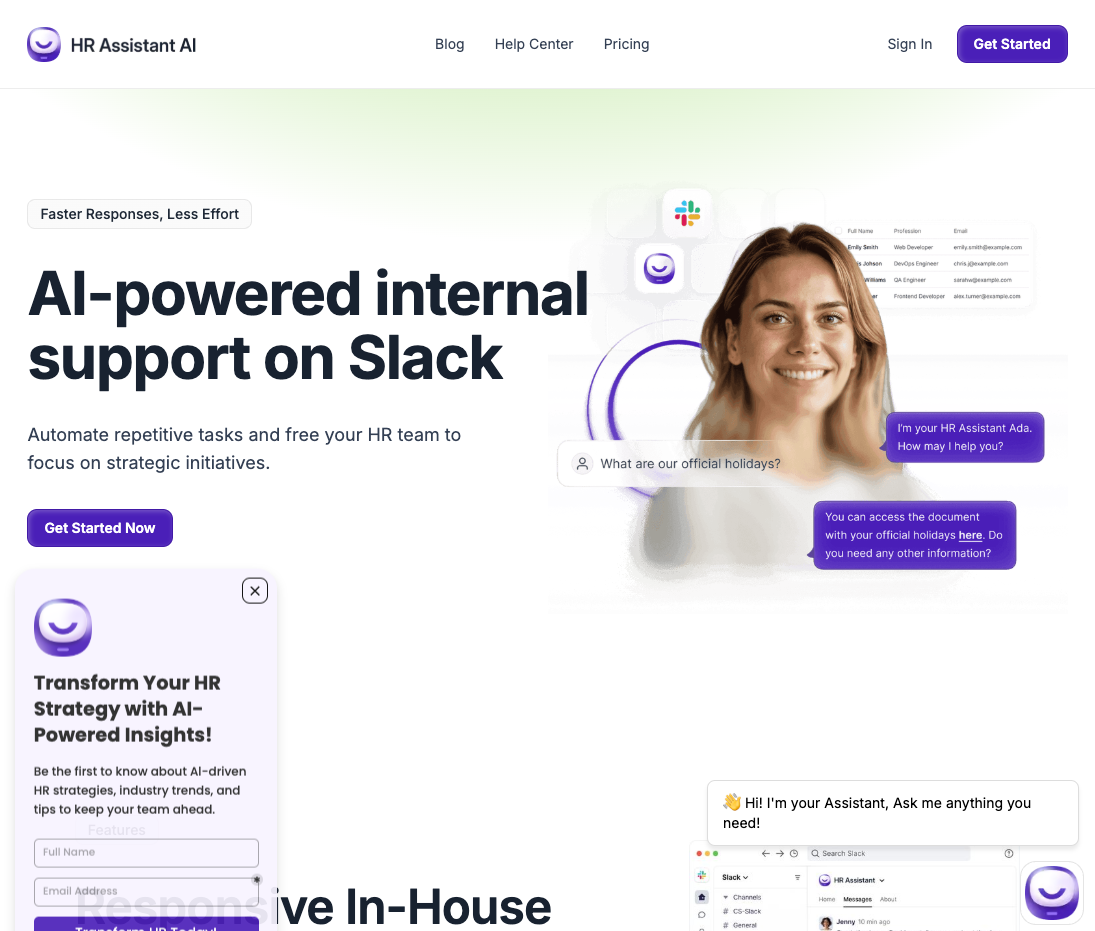 HR Assistant AI
Blog
Help Center
Pricing
Sign In
Get Started
Faster Responses, Less Effort
AI-powered internal
support on Slack
Automate repetitive tasks and free your HR team to
focus on strategic initiatives.
Get Started Now
Full Name Profession Email
Emily Smith Web Developer emily.smith@example.com
Johson DevOps Engineer chris.j@example.com
Williams QA Engineer sarahw@example.com
Frontend Developer alex.turner@example.com
I'm your HR Assistant Ada.
How may I help you?
What are our official holidays?
You can access the document
with your official holidays here. Do
you need any other information?
Transform Your HR
Strategy with AI-
Powered Insights!
Be the first to know about AI-driven
HR strategies, industry trends, and
tips to keep your team ahead.
Features
Full Name
Email Address
Transform HR Today!
Responsive In-House
👋 Hi! I'm your Assistant, Ask me anything you
need!
Search Slack
Slack
HR Assistant
Channels
Home Messages About
# CS-Slack
# General
Jenny 10 min ago